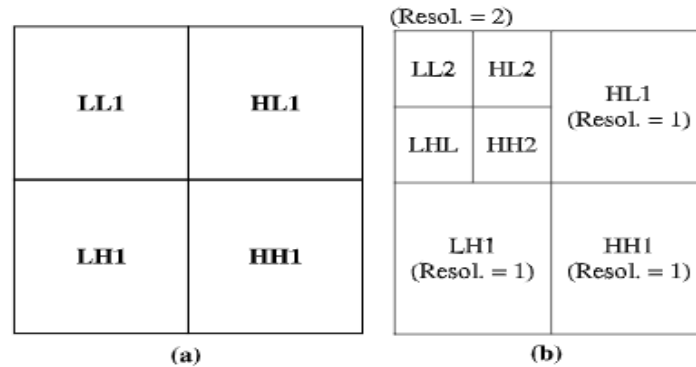 LL1 HL1
LH1 HH1
(a)
(Resol. = 2)
LL2 HL2
LHL HH2
HL1
(Resol. = 1)
LH1
(Resol. = 1)
HH1
(Resol. = 1)
(b)